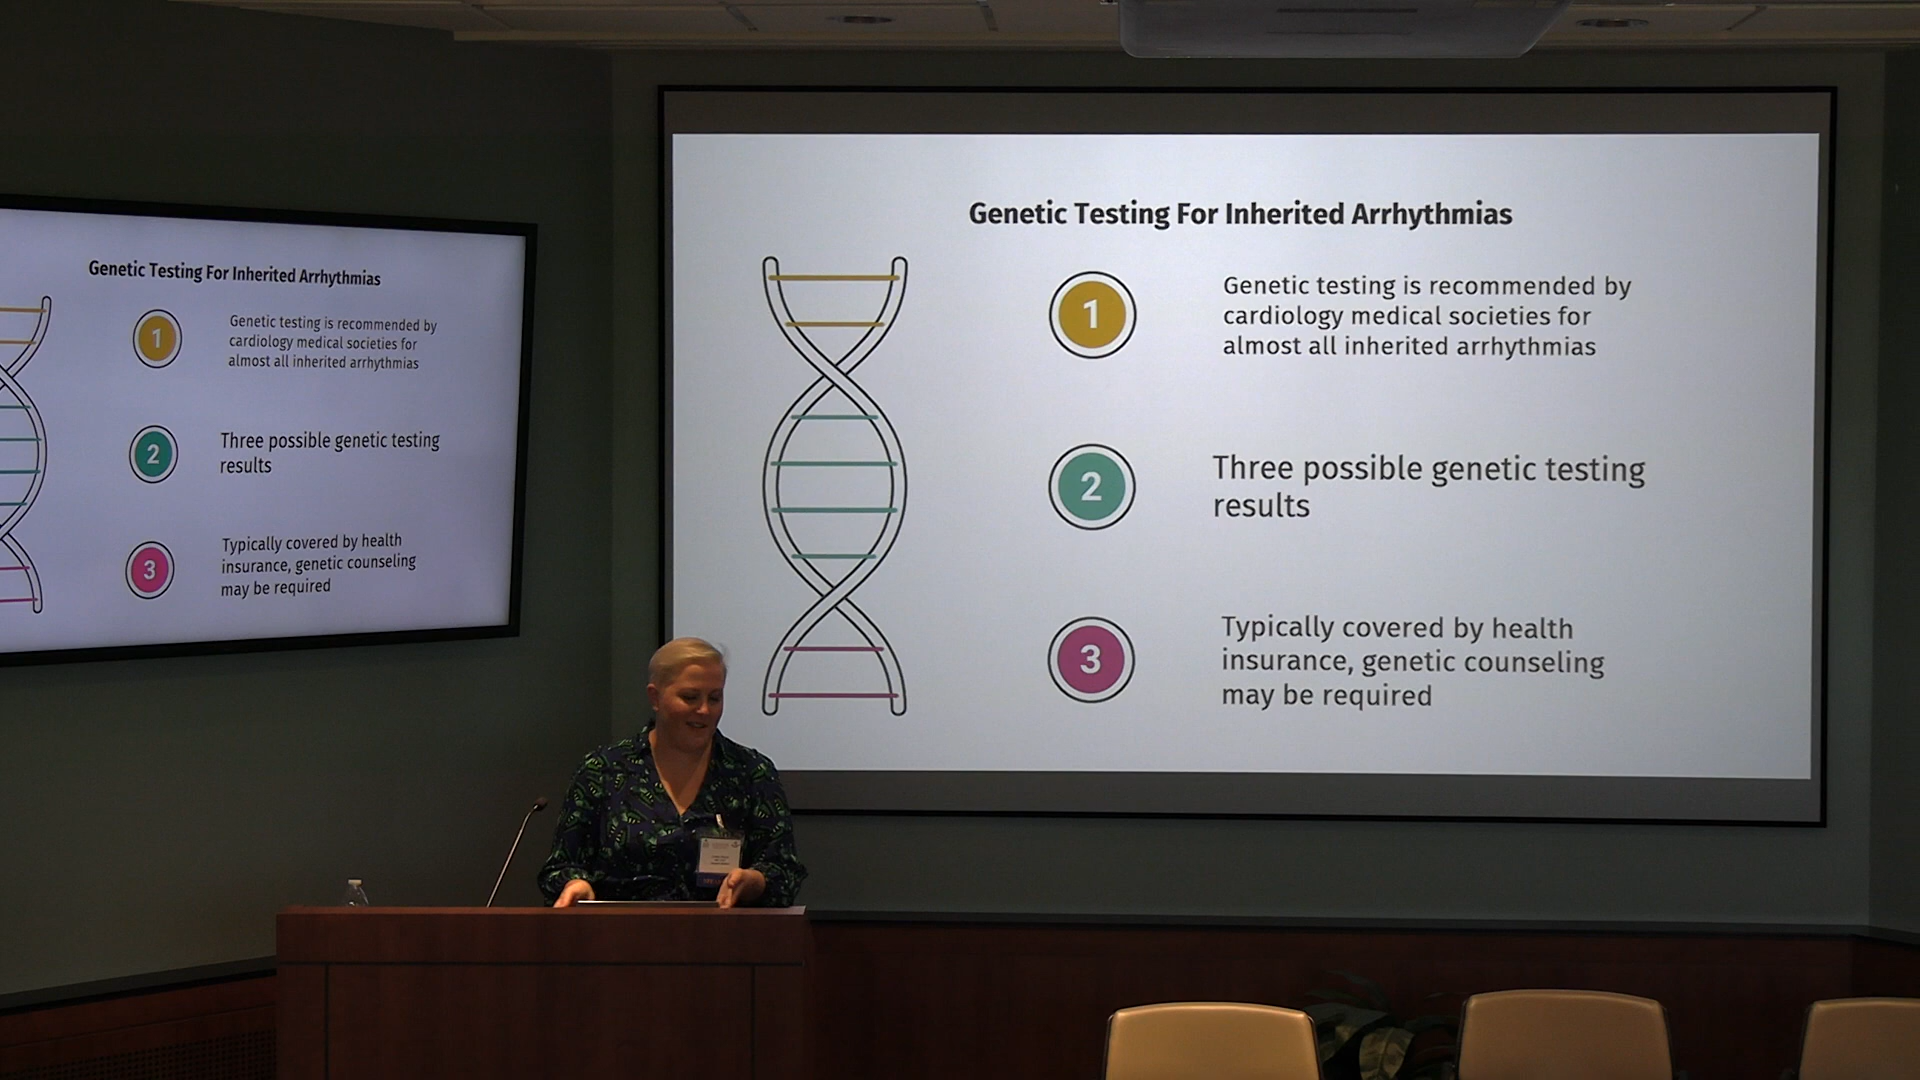 Genetic Testing For Inherited Arrhythmias
1
Genetic testing is recommended by
cardiology medical societies for
almost all inherited arrhythmias
2
Three possible genetic testing
results
3
Typically covered by health
insurance, genetic counseling
may be required
Genetic Testing For Inherited Arrhythmias
1
Genetic testing is recommended by
cardiology medical societies for
almost all inherited arrhythmias
2
Three possible genetic testing
results
3
Typically covered by health
insurance, genetic counseling
may be required